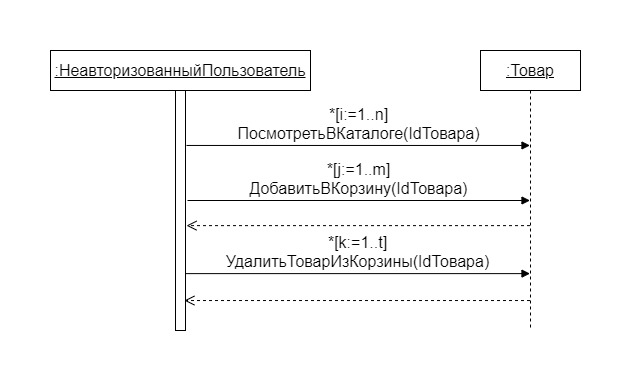 :НеавторизованныйПользователь
:Товар
*[i:=1..n]
ПосмотретьВКаталоге(IdТовара)
*[j:=1..m]
ДобавитьВКорзину(IdТовара)
*[k:=1..t]
УдалитьТоварИзКорзины(IdТовара)